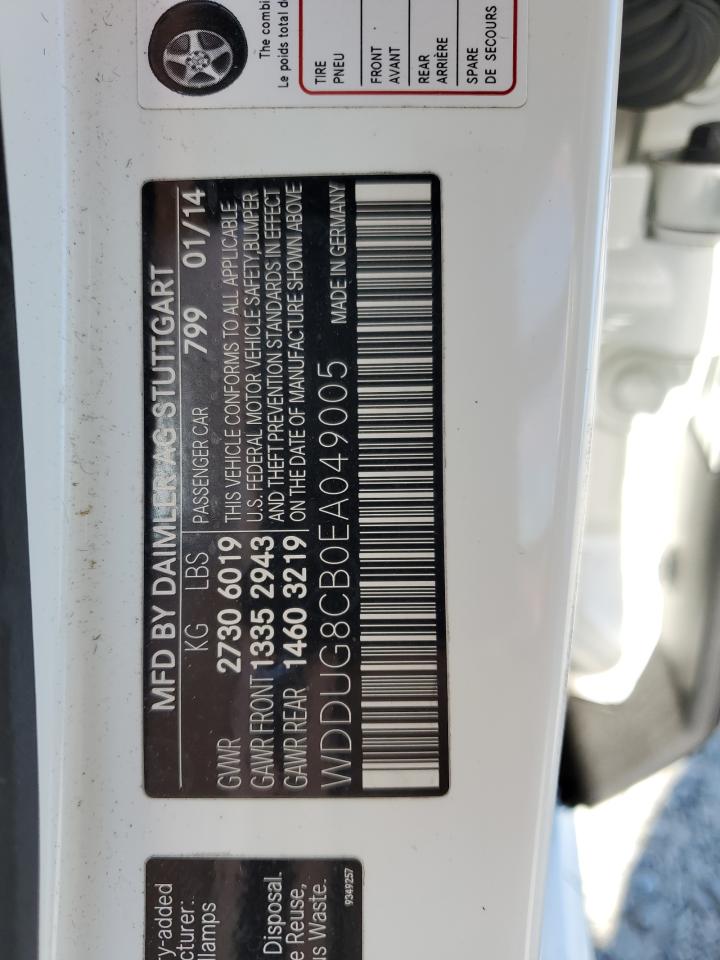 The combi
Le poids total d
TIRE
PNEU
FRONT
AVANT
REAR
ARRIÈRE
SPARE
DE SECOURS
MFD BY DAIMLER AG STUTTGART
KG LBS PASSENGER CAR 799 01/14
GVWR 2730 6019 THIS VEHICLE CONFORMS TO ALL APPLICABLE
U.S. FEDERAL MOTOR VEHICLE SAFETY,BUMPER
GAWR FRONT 1335 2943 AND THEFT PREVENTION STANDARDS IN EFFECT
GAWR REAR 1460 3219 ON THE DATE OF MANUFACTURE SHOWN ABOVE
WDDUG8CB0EA049005 MADE IN GERMANY
ry-added
cturer:
llamps
Disposal.
e Reuse,
us Waste.
9349257